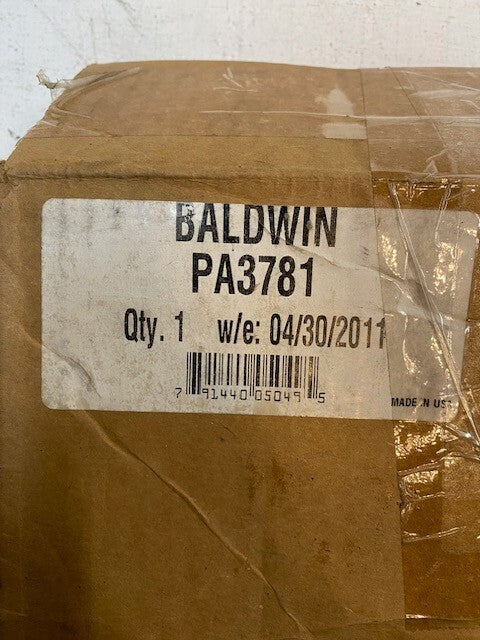 BALDWIN
PA3781
Qty. 1 w/e: 04/30/2011
7 91440 05049 5
MADE IN USA